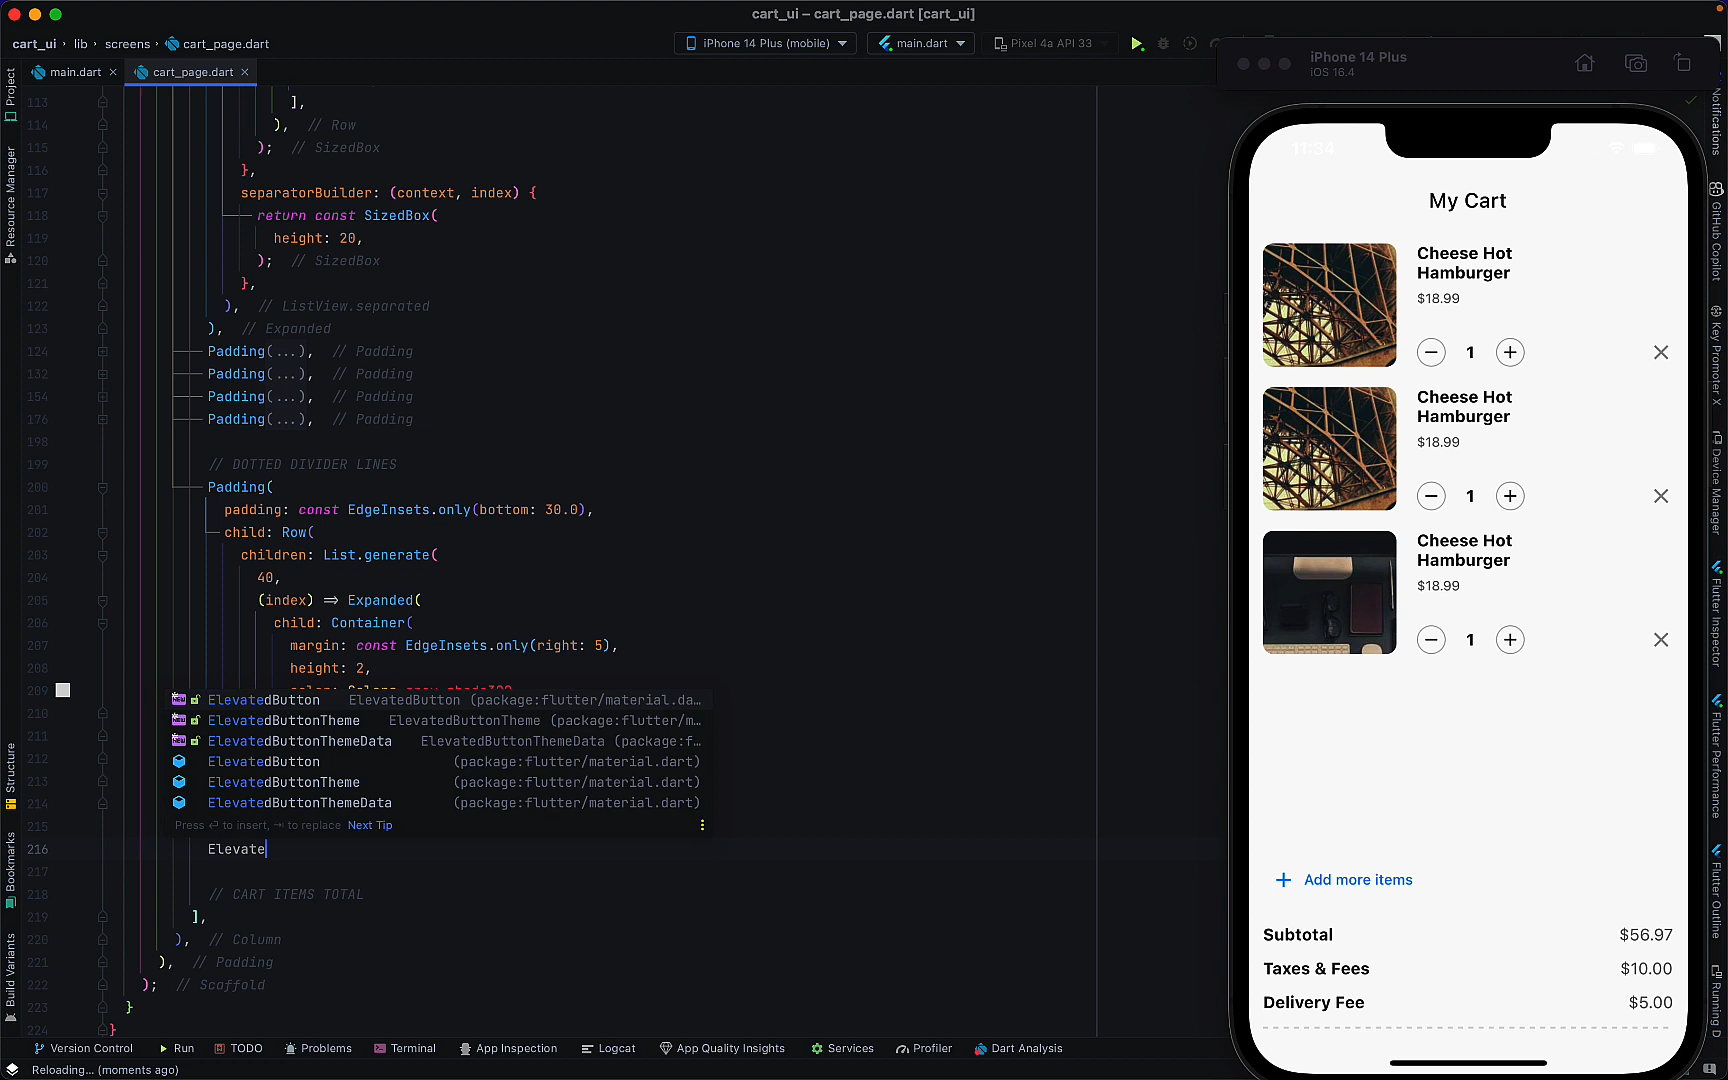 cart_ui – cart_page.dart [cart_ui]
cart_ui › lib › screens › cart_page.dart
iPhone 14 Plus (mobile)
main.dart
Pixel 4a API 33
main.dart
cart_page.dart
iPhone 14 Plus
iOS 16.4
Project
Resource Manager
Structure
Bookmarks
Build Variants
113 ],
114 ), // Row
115 ); // SizedBox
116 },
117 separatorBuilder: (context, index) {
118 return const SizedBox(
119 height: 20,
120 ); // SizedBox
121 },
122 ), // ListView.separated
123 ), // Expanded
124 Padding(...), // Padding
132 Padding(...), // Padding
154 Padding(...), // Padding
176 Padding(...), // Padding
198
199 // DOTTED DIVIDER LINES
200 Padding(
201 padding: const EdgeInsets.only(bottom: 30.0),
202 child: Row(
203 children: List.generate(
204 40,
205 (index) => Expanded(
206 child: Container(
207 margin: const EdgeInsets.only(right: 5),
208 height: 2,
209
210
211
212
213
214
215
ElevatedButton ElevatedButton (package:flutter/material.da…
ElevatedButtonTheme ElevatedButtonTheme (package:flutter/m…
ElevatedButtonThemeData ElevatedButtonThemeData (package:f…
ElevatedButton (package:flutter/material.dart)
ElevatedButtonTheme (package:flutter/material.dart)
ElevatedButtonThemeData (package:flutter/material.dart)
Press ⏎ to insert, ⇥ to replace Next Tip
216 Elevate
217
218 // CART ITEMS TOTAL
219 ],
220 ), // Column
221 ), // Padding
222 ); // Scaffold
223 }
224 }
11:34
My Cart
Cheese Hot
Hamburger
$18.99
1
Cheese Hot
Hamburger
$18.99
1
Cheese Hot
Hamburger
$18.99
1
+ Add more items
Subtotal $56.97
Taxes & Fees $10.00
Delivery Fee $5.00
Notifications
GitHub Copilot
Key Promoter X
Device Manager
Flutter Inspector
Flutter Performance
Flutter Outline
Running D
Version Control
Run
TODO
Problems
Terminal
App Inspection
Logcat
App Quality Insights
Services
Profiler
Dart Analysis
Reloading... (moments ago)